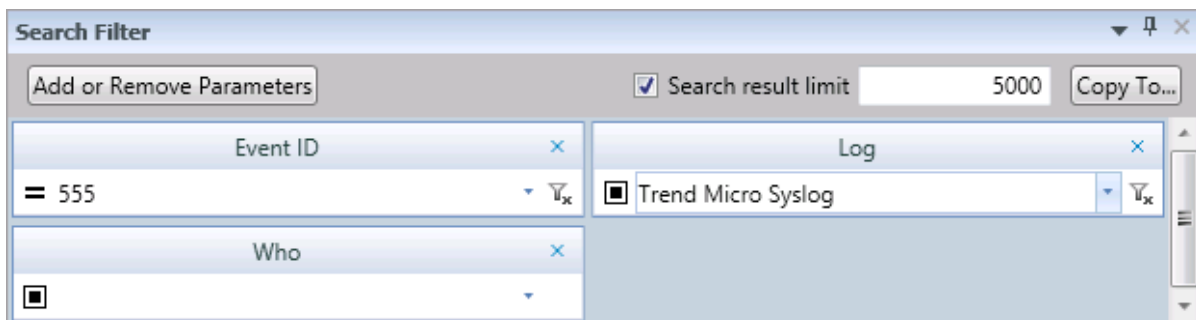 Search Filter
Add or Remove Parameters Search result limit 5000 Copy To...
Event ID Log
= 555 Trend Micro Syslog
Who